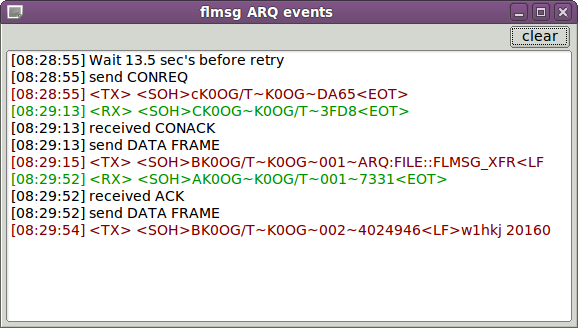 flmsg ARQ events
clear
[08:28:55] Wait 13.5 sec's before retry
[08:28:55] send CONREQ
[08:28:55] <TX> <SOH>cK0OG/T~K0OG~DA65<EOT>
[08:29:13] <RX> <SOH>CK0OG~K0OG/T~3FD8<EOT>
[08:29:13] received CONACK
[08:29:13] send DATA FRAME
[08:29:15] <TX> <SOH>BK0OG/T~K0OG~001~ARQ:FILE::FLMSG_XFR<LF
[08:29:52] <RX> <SOH>AK0OG~K0OG/T~001~7331<EOT>
[08:29:52] received ACK
[08:29:52] send DATA FRAME
[08:29:54] <TX> <SOH>BK0OG/T~K0OG~002~4024946<LF>w1hkj 20160